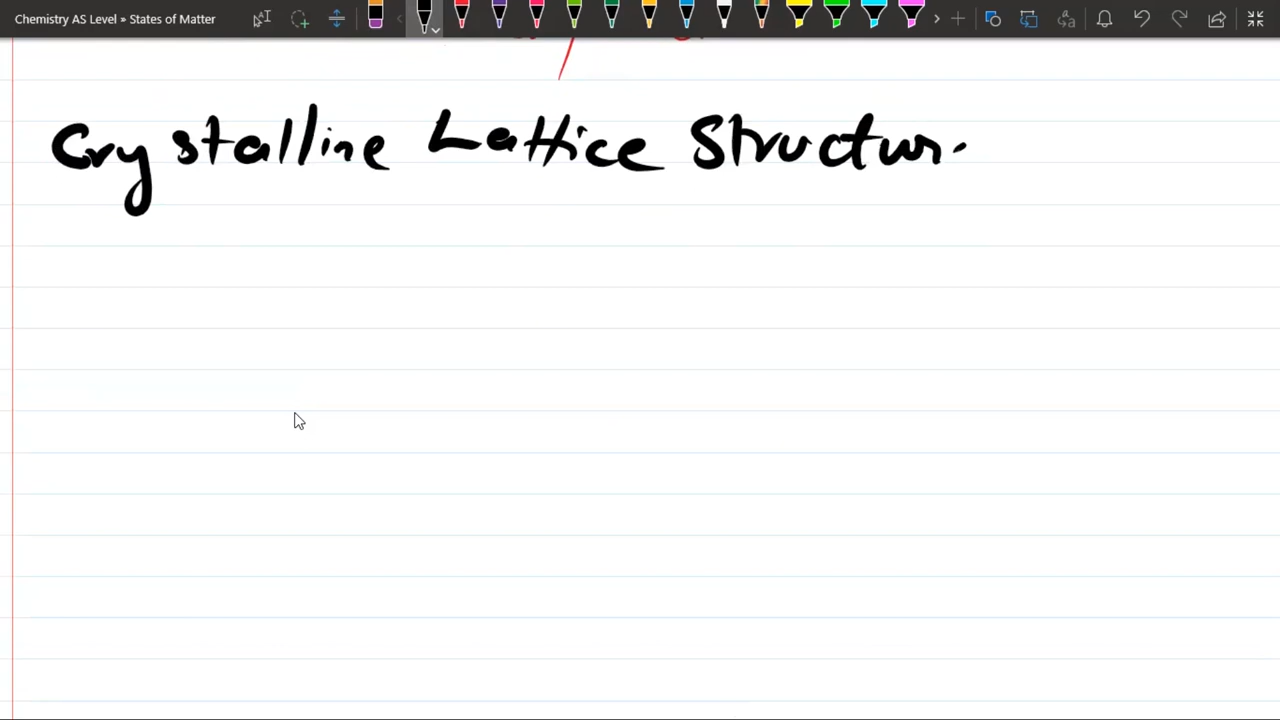 Chemistry AS Level » States of Matter
Crystalline Lattice Structur.